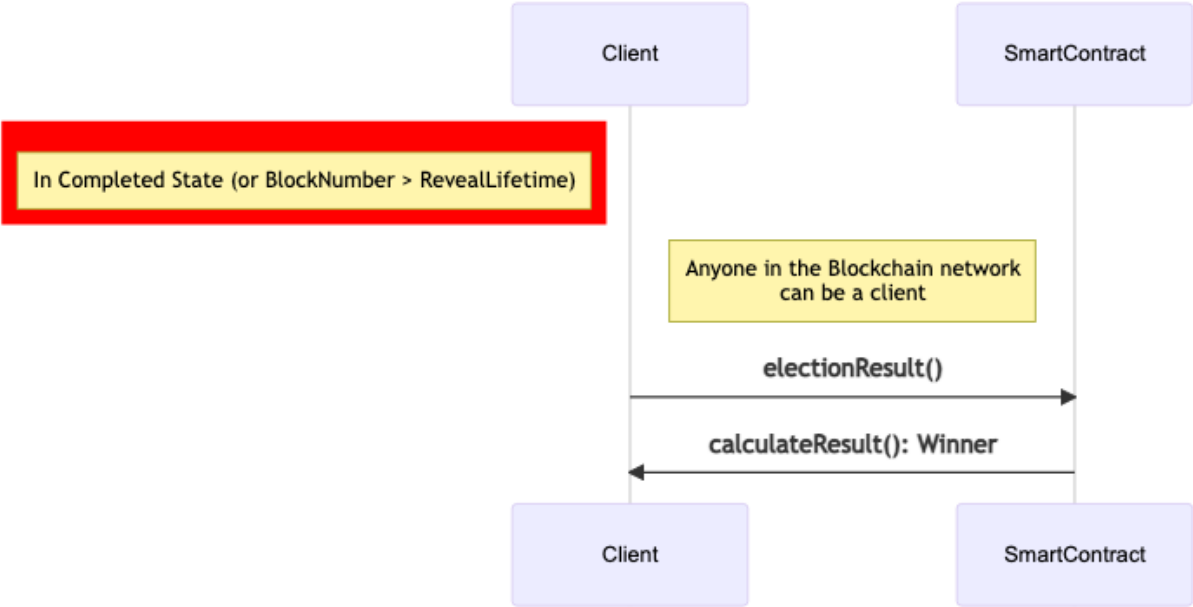 Client
SmartContract
In Completed State (or BlockNumber > RevealLifetime)
Anyone in the Blockchain network
can be a client
electionResult()
calculateResult(): Winner
Client
SmartContract